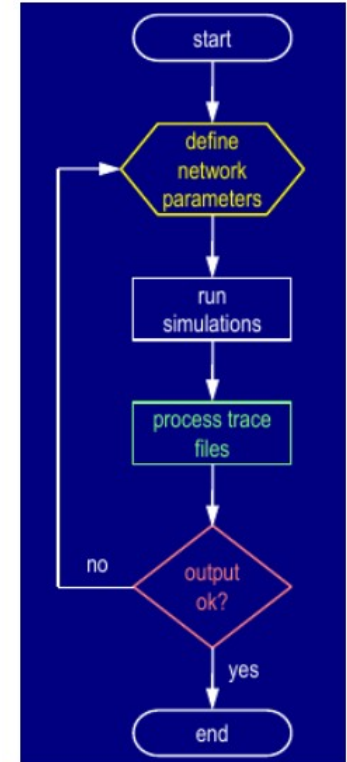 start
define
network
parameters
run
simulations
process trace
files
no
output
ok?
yes
end